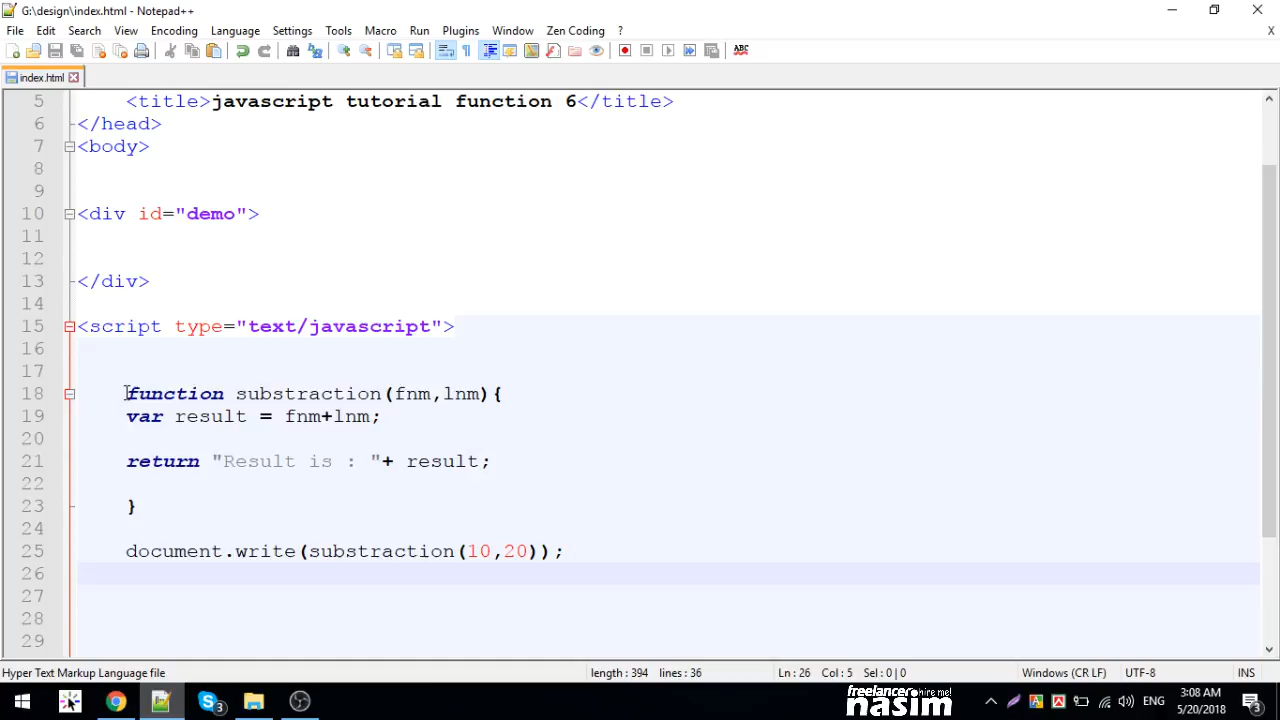 G:\design\index.html - Notepad++
File Edit Search View Encoding Language Settings Tools Macro Run Plugins Window Zen Coding ? X
ABC
index.html
5 <title>javascript tutorial function 6</title>
6 </head>
7 <body>
8
9
10 <div id="demo">
11
12
13 </div>
14
15 <script type="text/javascript">
16
17
18 function substraction(fnm,lnm){
19 var result = fnm+lnm;
20
21 return "Result is : "+ result;
22
23 }
24
25 document.write(substraction(10,20));
26
27
28
29
Hyper Text Markup Language file length : 394 lines : 36 Ln : 26 Col : 5 Sel : 0 | 0 Windows (CR LF) UTF-8 INS
3 freelancer hire me! nasim ENG 3:08 AM 5/20/2018 3